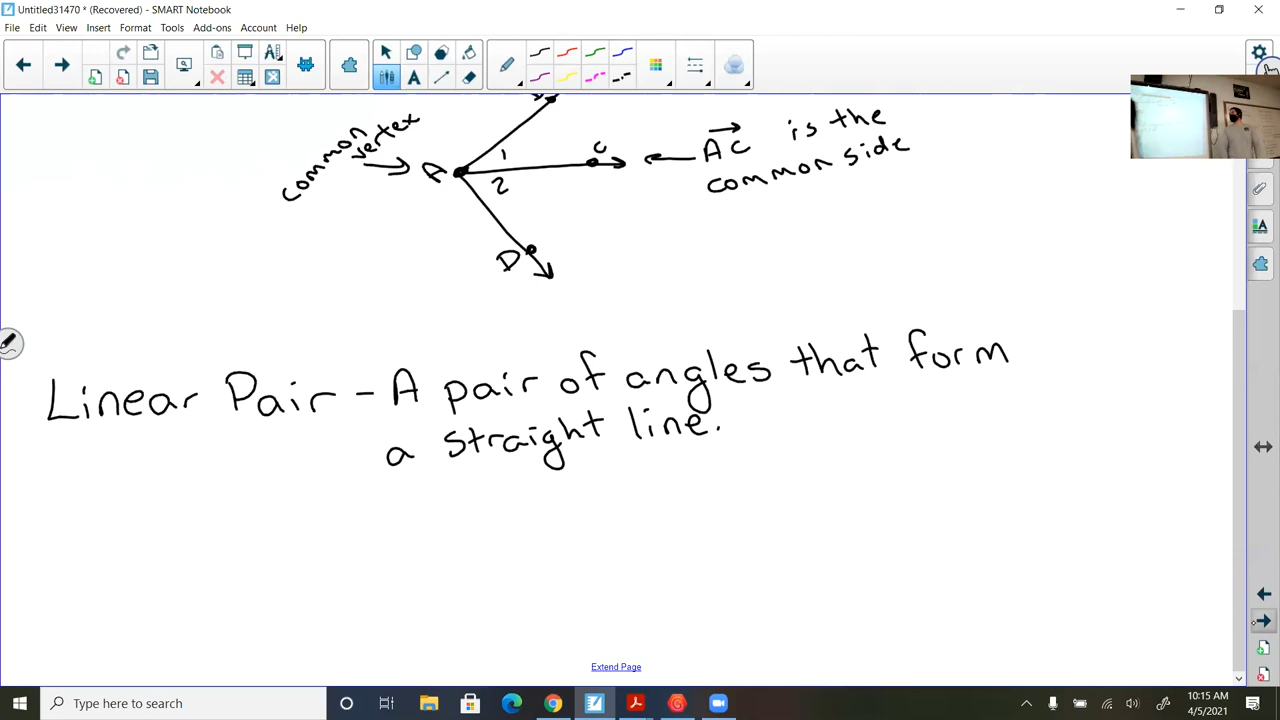 Untitled31470 * (Recovered) - SMART Notebook
File Edit View Insert Format Tools Add-ons Account Help
common vertex
A
1
2
C
D
AC is the
common side
Linear Pair - A pair of angles that form
a straight line.
Extend Page
Type here to search
10:15 AM
4/5/2021